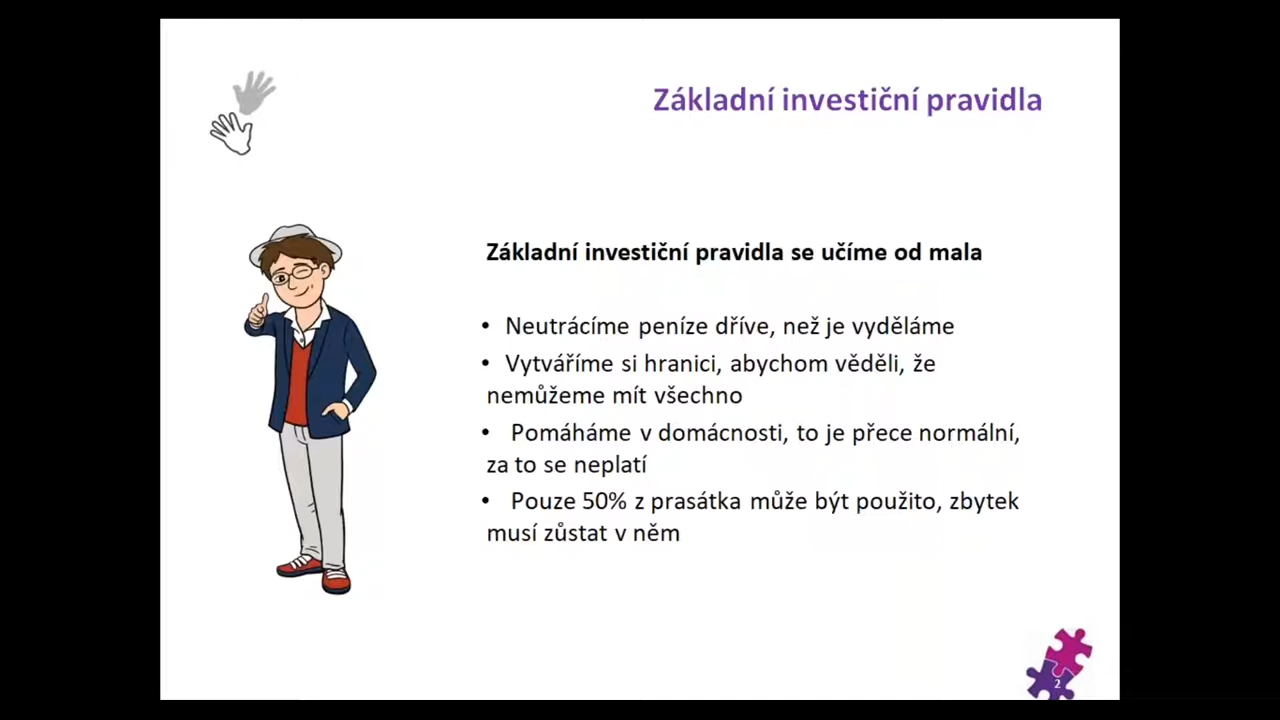 Základní investiční pravidla
Základní investiční pravidla se učíme od mala
• Neutrácíme peníze dříve, než je vyděláme
• Vytváříme si hranici, abychom věděli, že
nemůžeme mít všechno
• Pomáháme v domácnosti, to je přece normální,
za to se neplatí
• Pouze 50% z prasátka může být použito, zbytek
musí zůstat v něm
2